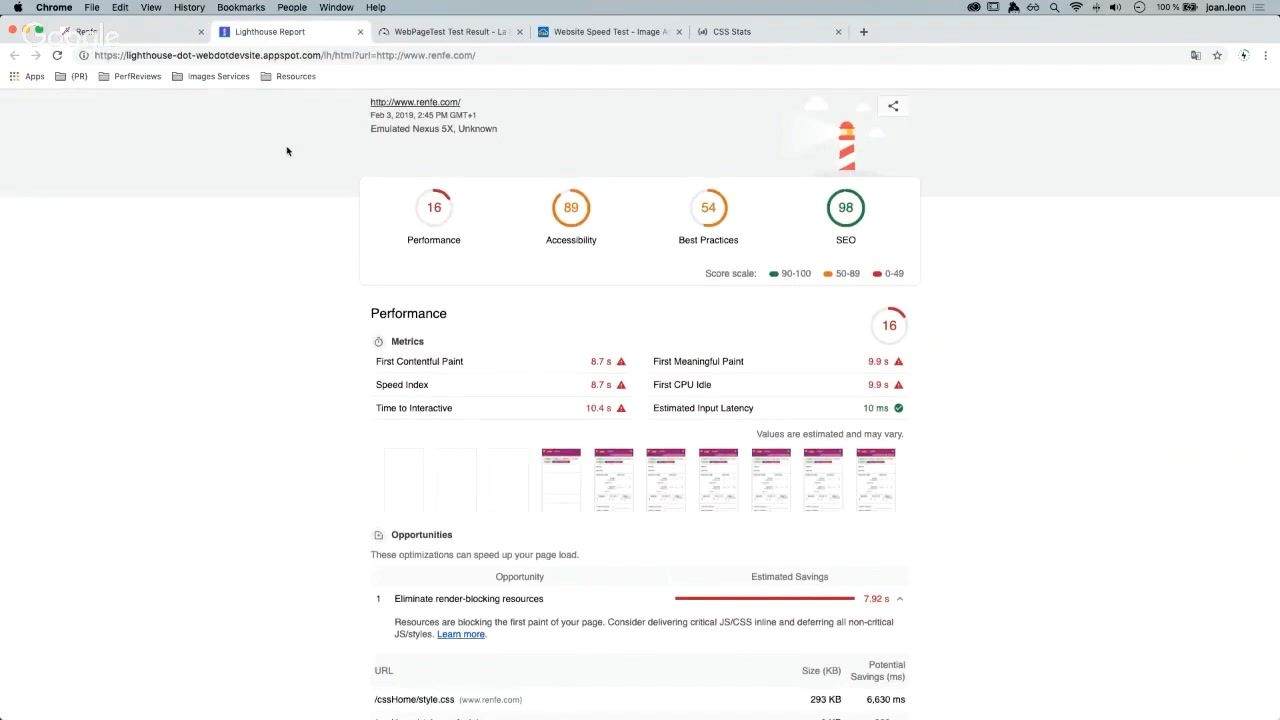 Chrome File Edit View History Bookmarks People Window Help 100 % joan.leon
Google
Lighthouse Report WebPageTest Test Result - La Website Speed Test - Image A CSS Stats
https://lighthouse-dot-webdotdevsite.appspot.com/lh/html?url=http://www.renfe.com/
Apps {PR} PerfReviews Images Services Resources
http://www.renfe.com/
Feb 3, 2019, 2:45 PM GMT+1
Emulated Nexus 5X, Unknown
16 89 54 98
Performance Accessibility Best Practices SEO
Score scale: 90-100 50-89 0-49
Performance 16
Metrics
First Contentful Paint 8.7 s First Meaningful Paint 9.9 s
Speed Index 8.7 s First CPU Idle 9.9 s
Time to Interactive 10.4 s Estimated Input Latency 10 ms
Values are estimated and may vary.
Opportunities
These optimizations can speed up your page load.
Opportunity Estimated Savings
1 Eliminate render-blocking resources 7.92 s
Resources are blocking the first paint of your page. Consider delivering critical JS/CSS inline and deferring all non-critical
JS/styles. Learn more.
URL Size (KB) Potential
Savings (ms)
/cssHome/style.css (www.renfe.com) 293 KB 6,630 ms